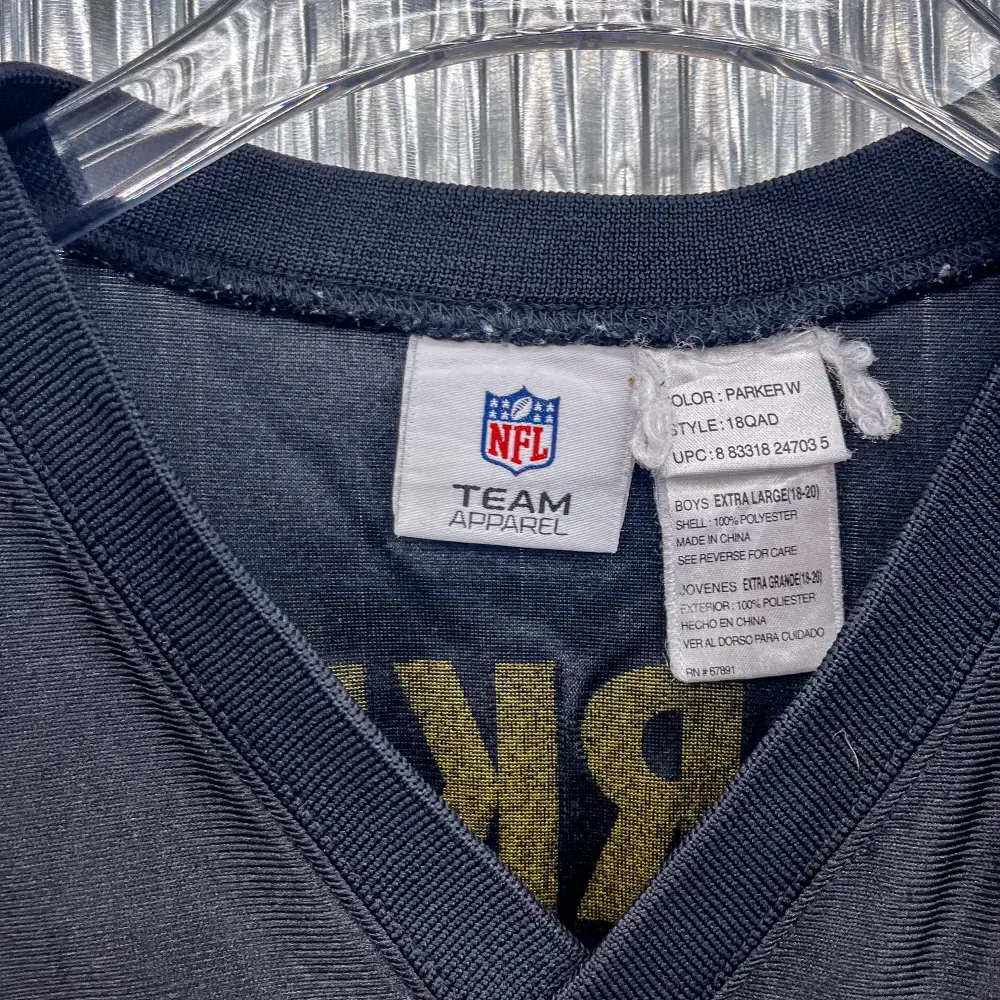 NFL
TEAM
APPAREL
OLOR : PARKER W
STYLE : 18QAD
UPC : 8 83318 24703 5
BOYS EXTRA LARGE(18-20)
SHELL : 100% POLYESTER
MADE IN CHINA
SEE REVERSE FOR CARE
JOVENES EXTRA GRANDE(18-20)
EXTERIOR : 100% POLIESTER
HECHO EN CHINA
VER AL DORSO PARA CUIDADO
RN # 67891
RK